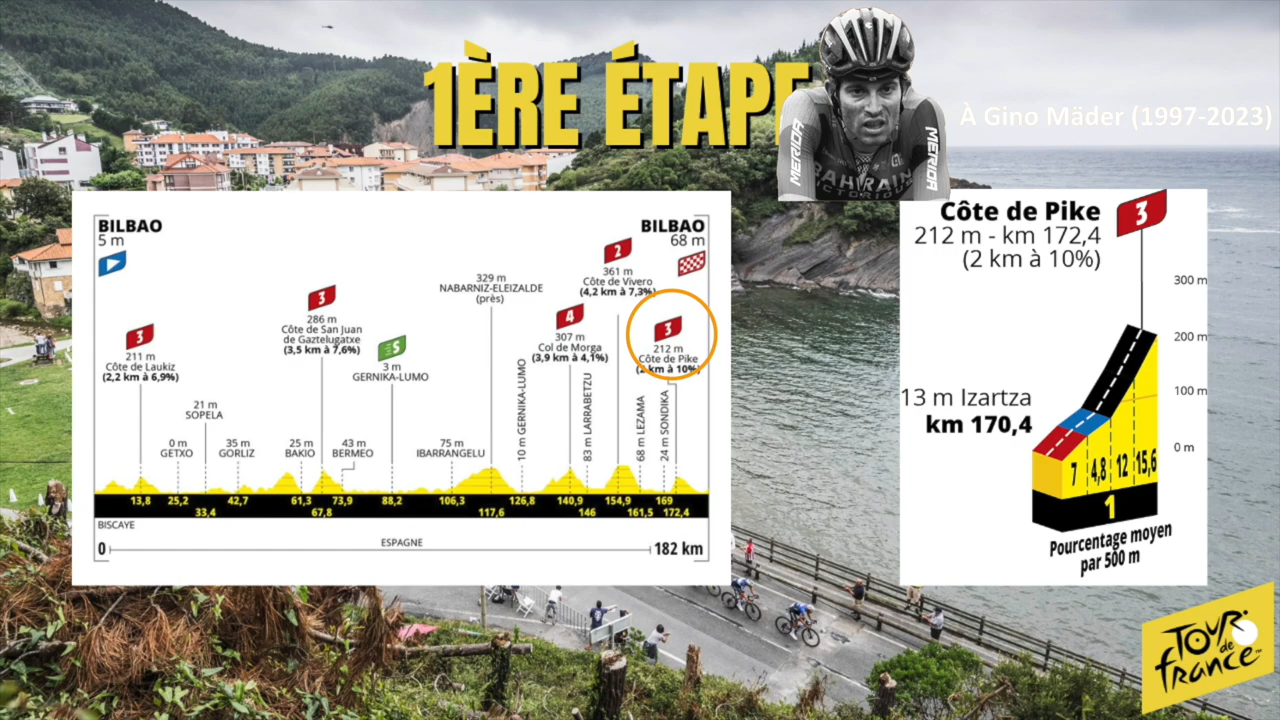 1ÈRE ÉTAPE
À Gino Mäder (1997-2023)
MERIDA
MERIDA
BAHRAIN
VICTORIOUS
BILBAO
5 m
BILBAO
68 m
3
211 m
Côte de Laukiz
(2,2 km à 6,9%)
0 m
GETXO
21 m
SOPELA
35 m
GORLIZ
25 m
BAKIO
3
286 m
Côte de San Juan
de Gaztelugatxe
(3,5 km à 7,6%)
43 m
BERMEO
S
3 m
GERNIKA-LUMO
75 m
IBARRANGELU
329 m
NABARNIZ-ELEIZALDE
(près)
10 m GERNIKA-LUMO
4
307 m
Col de Morga
(3,9 km à 4,1%)
83 m LARRABETZU
2
361 m
Côte de Vivero
(4,2 km à 7,3%)
68 m LEZAMA
24 m SONDIKA
3
212 m
Côte de Pike
(2 km à 10%)
13,8 25,2 42,7 61,3 73,9 88,2 106,3 126,8 140,9 154,9 169
33,4 67,8 117,6 146 161,5 172,4
BISCAYE
ESPAGNE
0
182 km
Côte de Pike
3
212 m - km 172,4
(2 km à 10%)
300 m
200 m
100 m
0 m
13 m Izartza
km 170,4
7 4,8 12 15,6
1
Pourcentage moyen
par 500 m
TOUR
de
france